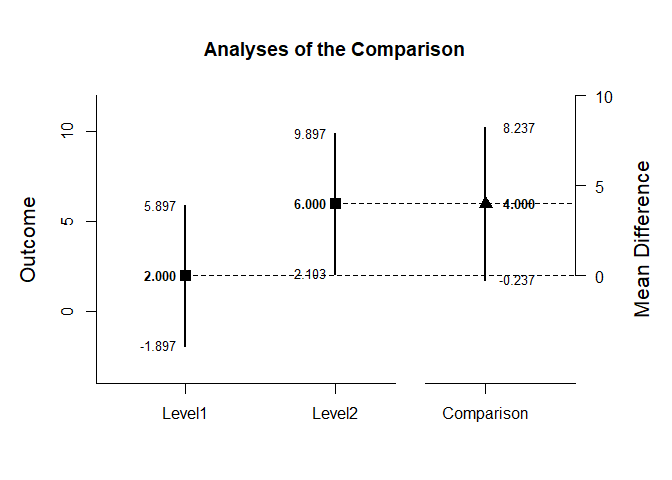 Analyses of the Comparison
Outcome
10
5
0
5.897
2.000
-1.897
9.897
6.000
2.103
8.237
4.000
-0.237
10
5
0
Mean Difference
Level1
Level2
Comparison